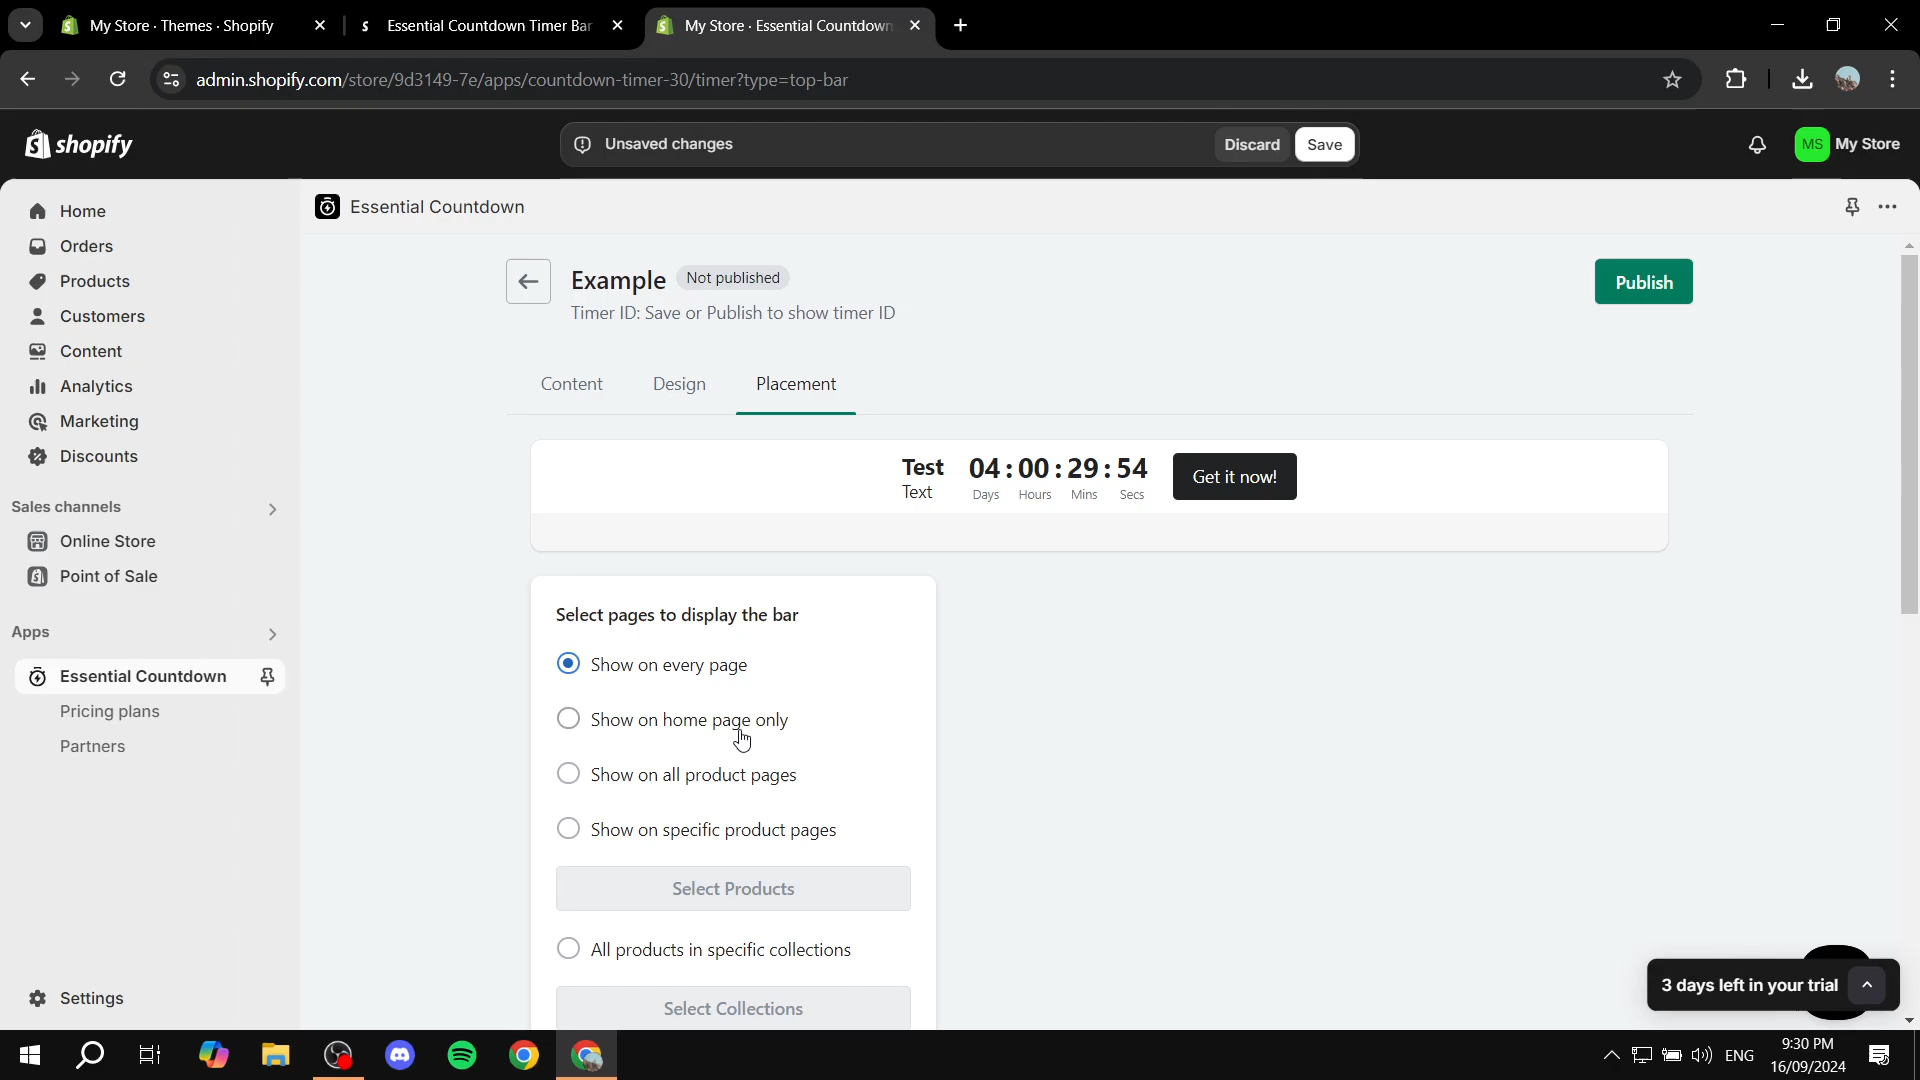 My Store · Themes · Shopify
Essential Countdown Timer Bar
My Store · Essential Countdown
admin.shopify.com/store/9d3149-7e/apps/countdown-timer-30/timer?type=top-bar
shopify
Unsaved changes
Discard
Save
MS
My Store
Home
Orders
Products
Customers
Content
Analytics
Marketing
Discounts
Sales channels
Online Store
Point of Sale
Apps
Essential Countdown
Pricing plans
Partners
Settings
Essential Countdown
Example
Not published
Timer ID: Save or Publish to show timer ID
Publish
Content
Design
Placement
Test
Text
04 : 00 : 29 : 54
Days Hours Mins Secs
Get it now!
Select pages to display the bar
Show on every page
Show on home page only
Show on all product pages
Show on specific product pages
Select Products
All products in specific collections
Select Collections
3 days left in your trial
ENG
9:30 PM
16/09/2024